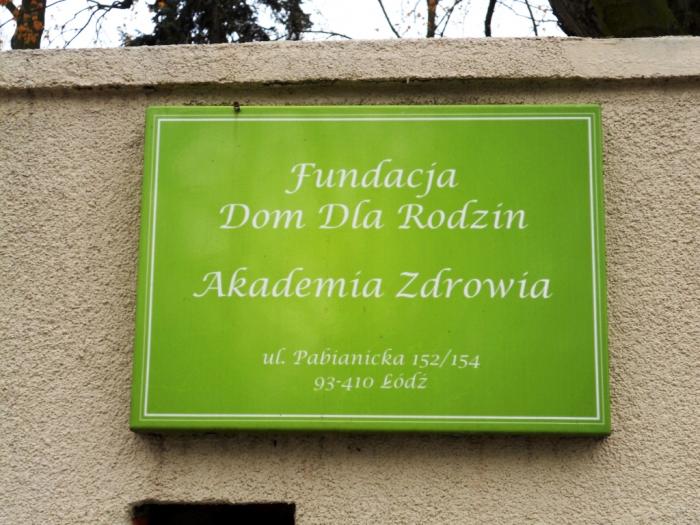 Fundacja
Dom Dla Rodzin
Akademia Zdrowia
ul. Pabianicka 152/154
93-410 Łódź